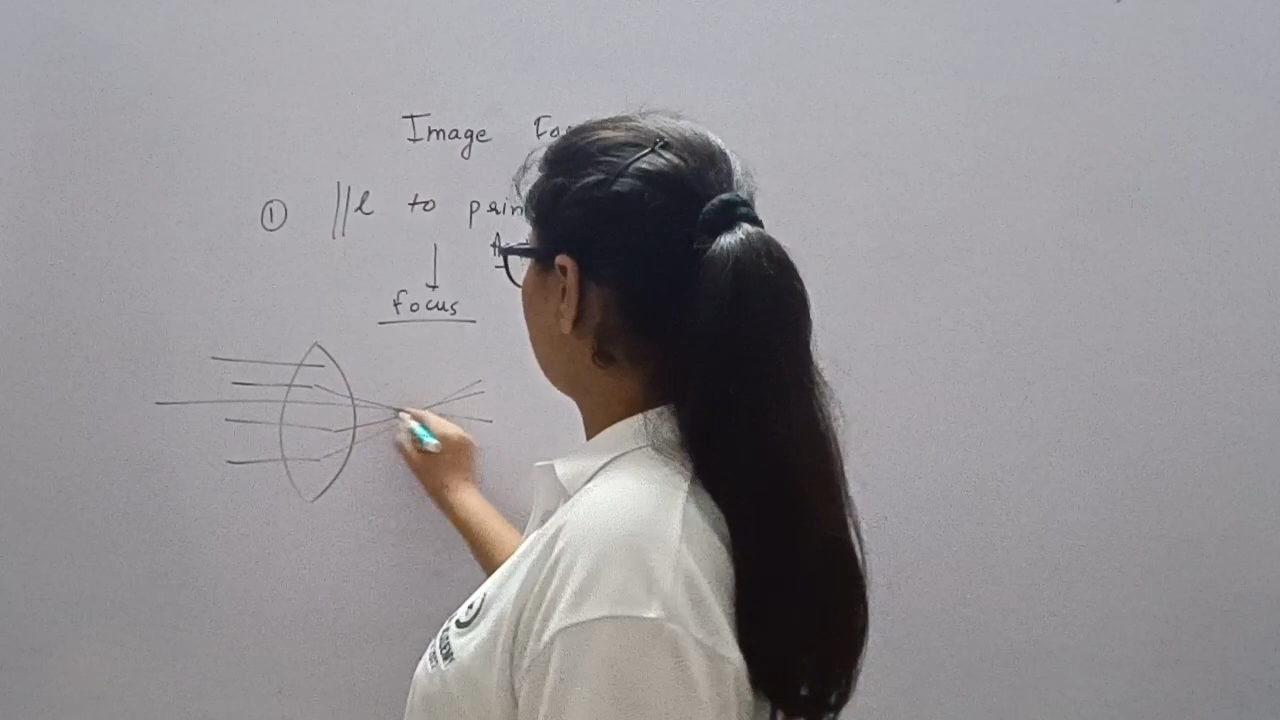 Image Fo
① ||l to prin
A
focus